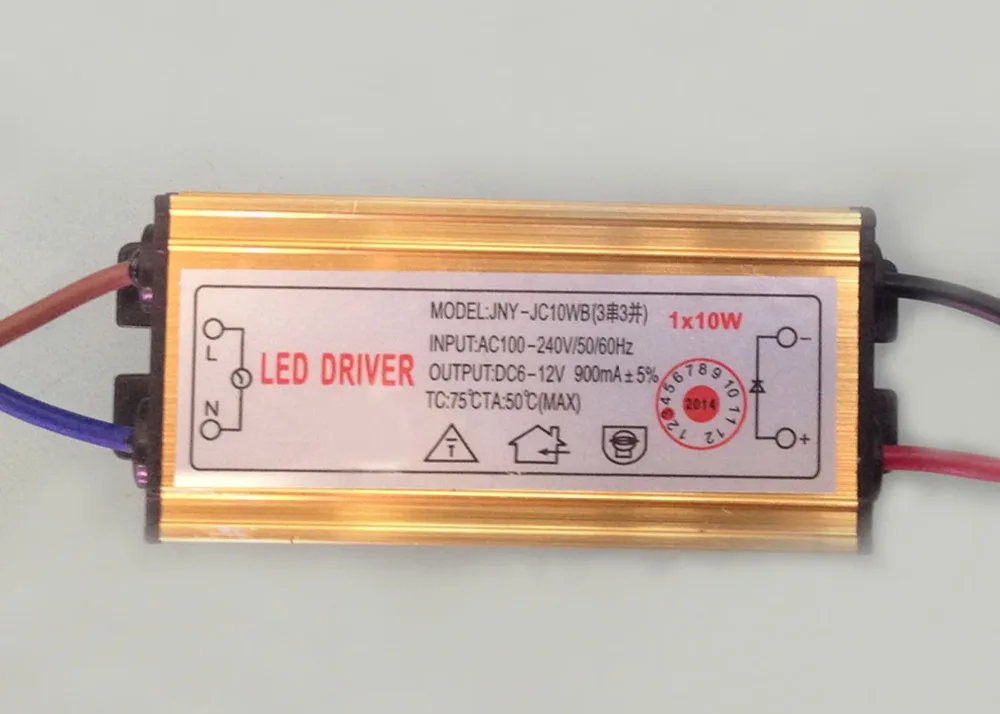 L
N
LED DRIVER
MODEL:JNY-JC10WB(3串3并)
INPUT:AC100-240V/50/60Hz
OUTPUT:DC6-12V 900mA±5%
TC:75℃TA:50℃(MAX)
T
1x10W
1 2 3 4 5 6 7 8 9 10 11 12
2014
-
+